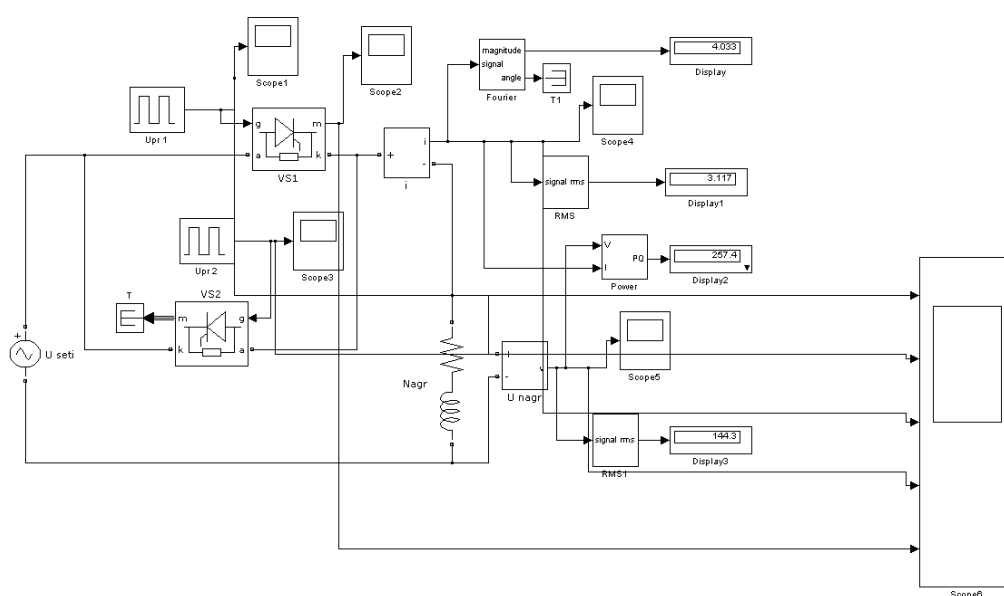 Scope1
Scope2
magnitude
signal
angle
Fourier
T1
4.033
Display
Upr 1
g
m
a
k
VS1
+
i
-
i
Scope4
signal rms
RMS
3.117
Display1
Upr 2
Scope3
V
I
PQ
Power
257.4
Display2
T
VS2
m
g
k
a
+
U seti
Nagr
+
-
v
U nagr
Scope5
signal rms
RMS1
144.3
Display3
Scope6